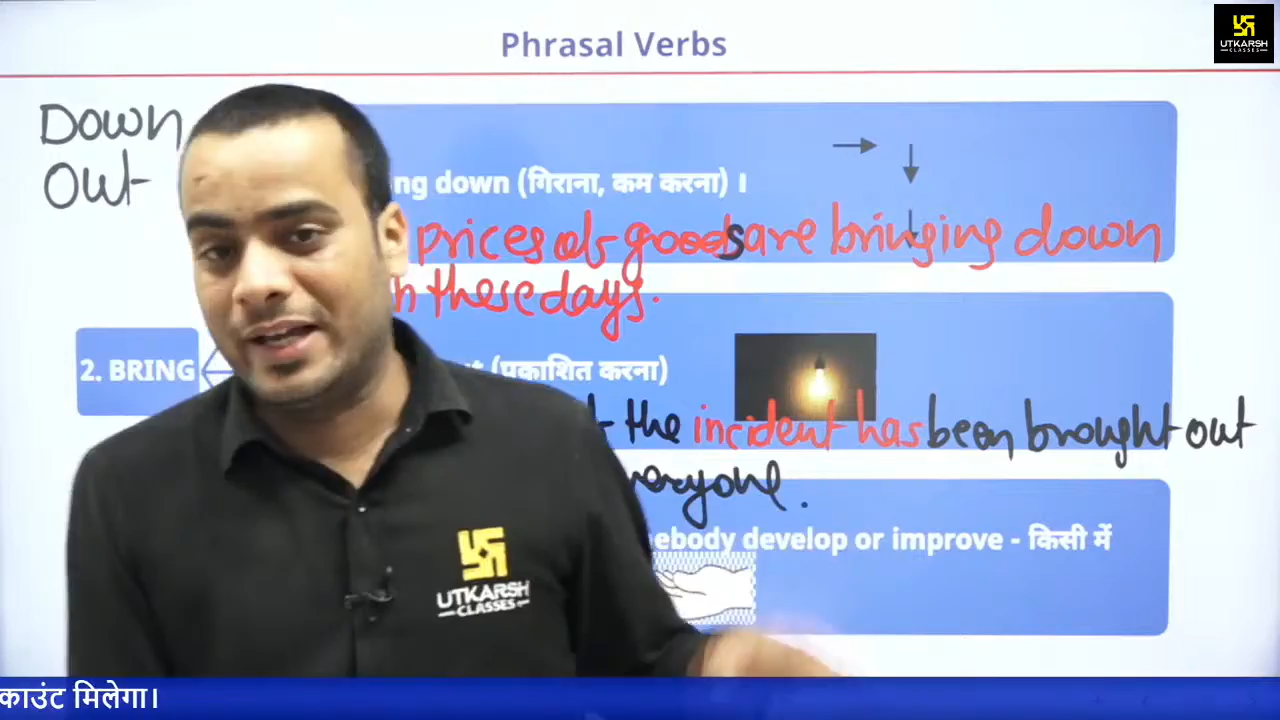 Phrasal Verbs
UTKARSH
CLASSES
Down
Out
ng down (गिराना, कम करना) ।
prices of goods are bringing down
these days.
2. BRING
(प्रकाशित करना)
the incident has been brought out
everyone.
ebody develop or improve - किसी में
UTKARSH
CLASSES
काउंट मिलेगा।